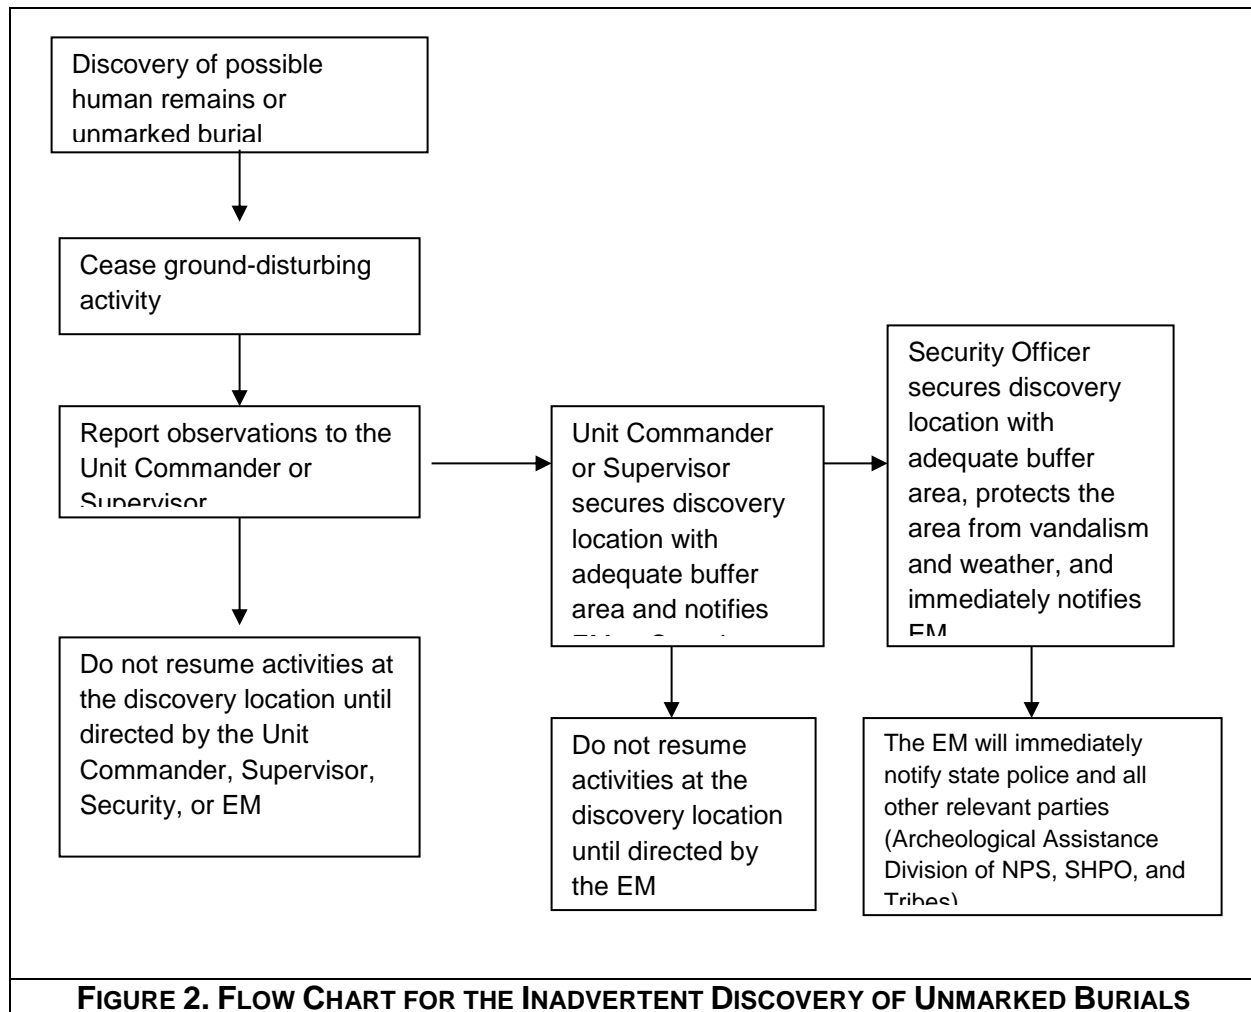 Discovery of possible
human remains or
unmarked burial
Cease ground-disturbing
activity
Report observations to the
Unit Commander or
Supervisor
Do not resume activities at
the discovery location until
directed by the Unit
Commander, Supervisor,
Security, or EM
Unit Commander
or Supervisor
secures discovery
location with
adequate buffer
area and notifies
Do not resume
activities at the
discovery location
until directed by
the EM
Security Officer
secures discovery
location with
adequate buffer
area, protects the
area from vandalism
and weather, and
immediately notifies
EM
The EM will immediately
notify state police and all
other relevant parties
(Archeological Assistance
Division of NPS, SHPO, and
Tribes)
FIGURE 2. FLOW CHART FOR THE INADVERTENT DISCOVERY OF UNMARKED BURIALS